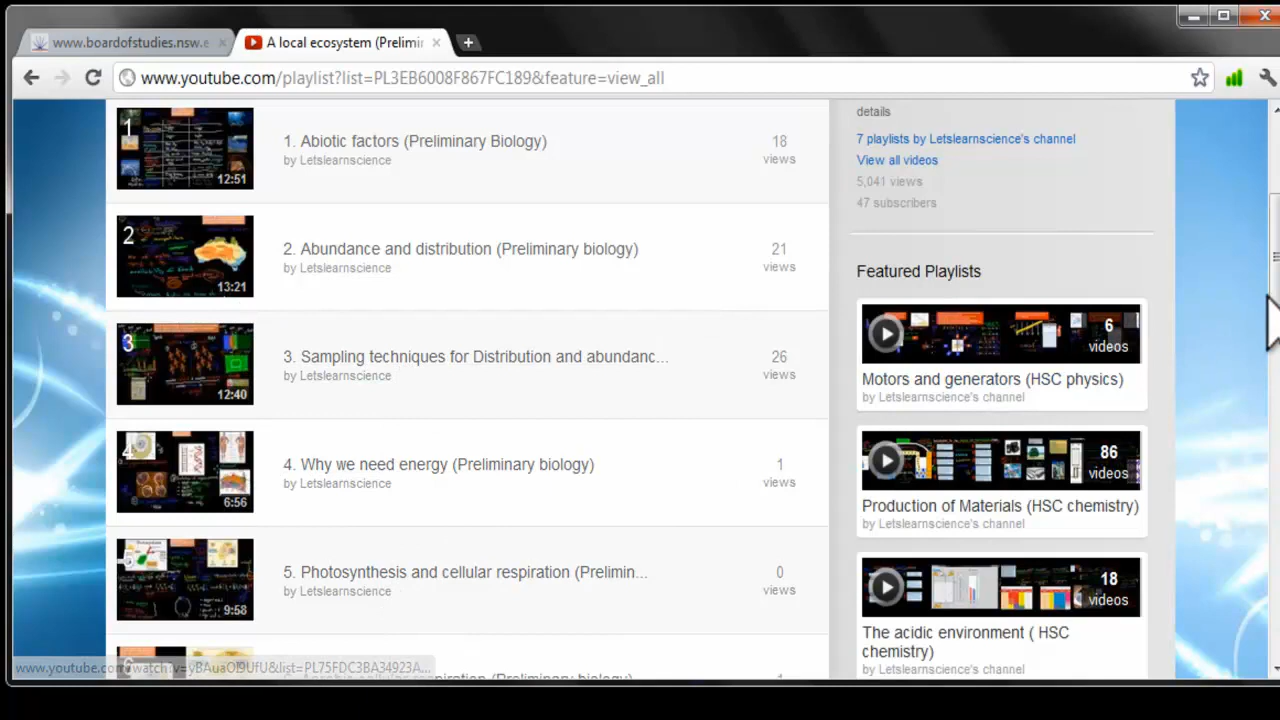 www.boardofstudies.nsw.e
A local ecosystem (Prelimin
www.youtube.com/playlist?list=PL3EB6008F867FC189&feature=view_all
1
12:51
1. Abiotic factors (Preliminary Biology)
by Letslearnscience
18
views
2
13:21
2. Abundance and distribution (Preliminary biology)
by Letslearnscience
21
views
3
12:40
3. Sampling techniques for Distribution and abundanc...
by Letslearnscience
26
views
4
6:56
4. Why we need energy (Preliminary biology)
by Letslearnscience
1
views
9:58
5. Photosynthesis and cellular respiration (Prelimin...
by Letslearnscience
0
views
details
7 playlists by Letslearnscience's channel
View all videos
5,041 views
47 subscribers
Featured Playlists
6
videos
Motors and generators (HSC physics)
by Letslearnscience's channel
86
videos
Production of Materials (HSC chemistry)
by Letslearnscience's channel
18
videos
The acidic environment ( HSC
chemistry)
by Letslearnscience's channel